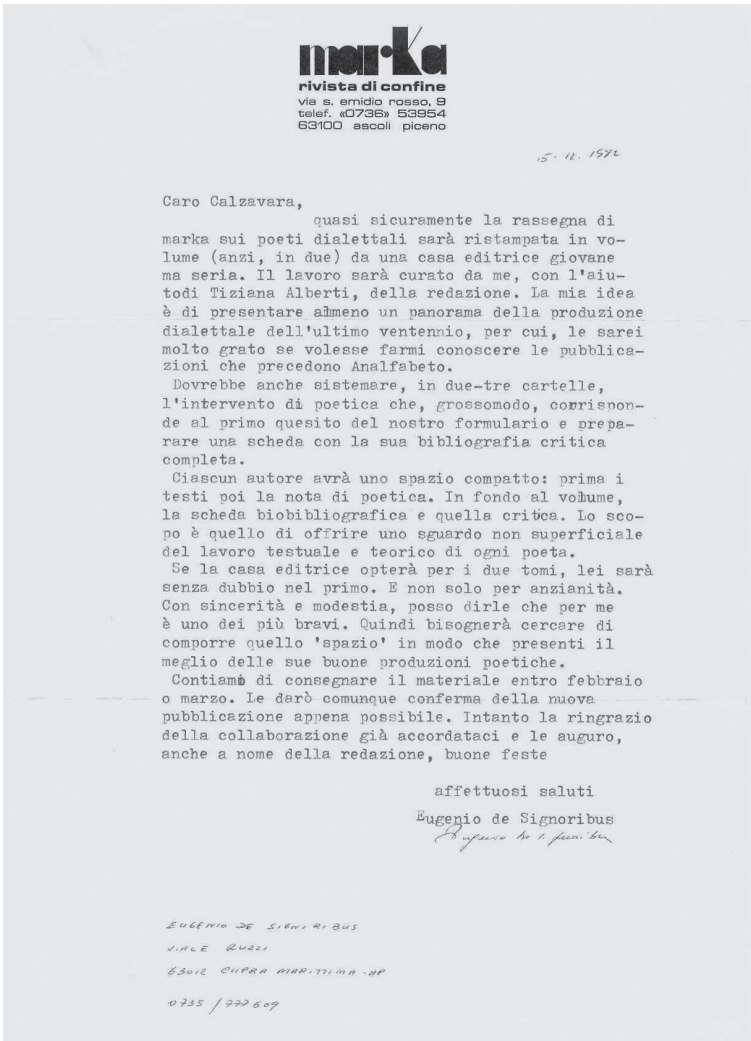 marka
rivista di confine
via s. emidio rosso, 9
telef. «0736» 53954
63100 ascoli piceno
15. 12. 1982
Caro Calzavara,
quasi sicuramente la rassegna di
marka sui poeti dialettali sarà ristampata in vo-
lume (anzi, in due) da una casa editrice giovane
ma seria. Il lavoro sarà curato da me, con l'aiu-
todi Tiziana Alberti, della redazione. La mia idea
è di presentare almeno un panorama della produzione
dialettale dell'ultimo ventennio, per cui, le sarei
molto grato se volesse farmi conoscere le pubblica-
zioni che precedono Analfabeto.
Dovrebbe anche sistemare, in due-tre cartelle,
l'intervento di poetica che, grossomodo, corrispon-
de al primo quesito del nostro formulario e prepa-
rare una scheda con la sua bibliografia critica
completa.
Ciascun autore avrà uno spazio compatto: prima i
testi poi la nota di poetica. In fondo al volume,
la scheda biobibliografica e quella critica. Lo sco-
po è quello di offrire uno sguardo non superficiale
del lavoro testuale e teorico di ogni poeta.
Se la casa editrice opterà per i due tomi, lei sarà
senza dubbio nel primo. E non solo per anzianità.
Con sincerità e modestia, posso dirle che per me
è uno dei più bravi. Quindi bisognerà cercare di
comporre quello 'spazio' in modo che presenti il
meglio delle sue buone produzioni poetiche.
Contiamo di consegnare il materiale entro febbraio
o marzo. Le darò comunque conferma della nuova
pubblicazione appena possibile. Intanto la ringrazio
della collaborazione già accordataci e le auguro,
anche a nome della redazione, buone feste
affettuosi saluti
Eugenio de Signoribus
EUGENIO DE SIGNIRIBUS
VIALE
63012 CUPRA MARITTIMA - AP
0735 / 777609